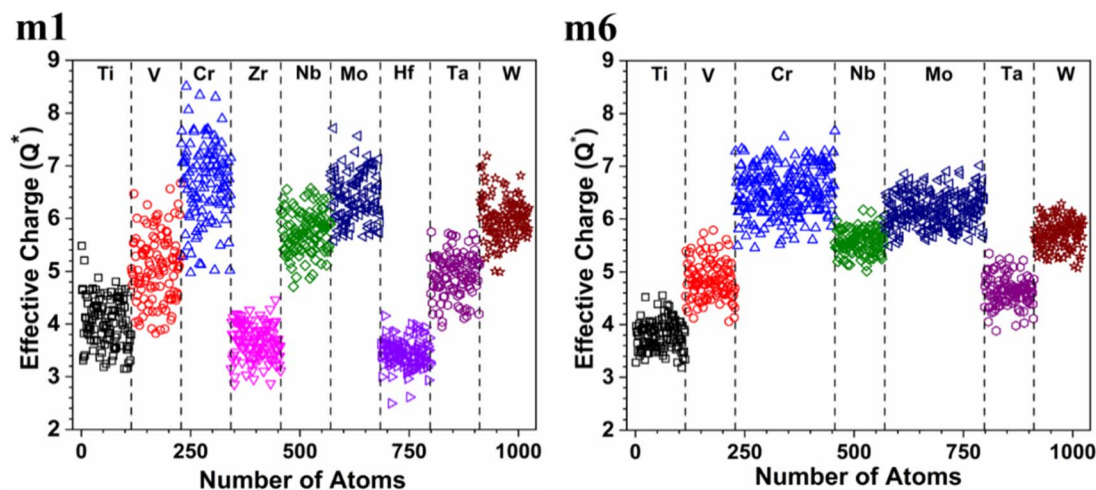 m1
m6
Ti V Cr Zr Nb Mo Hf Ta W
Effective Charge (Q*)
9
8
7
6
5
4
3
2
0 250 500 750 1000
Number of Atoms
Ti V Cr Nb Mo Ta W
Effective Charge (Q*)
9
8
7
6
5
4
3
2
0 250 500 750 1000
Number of Atoms